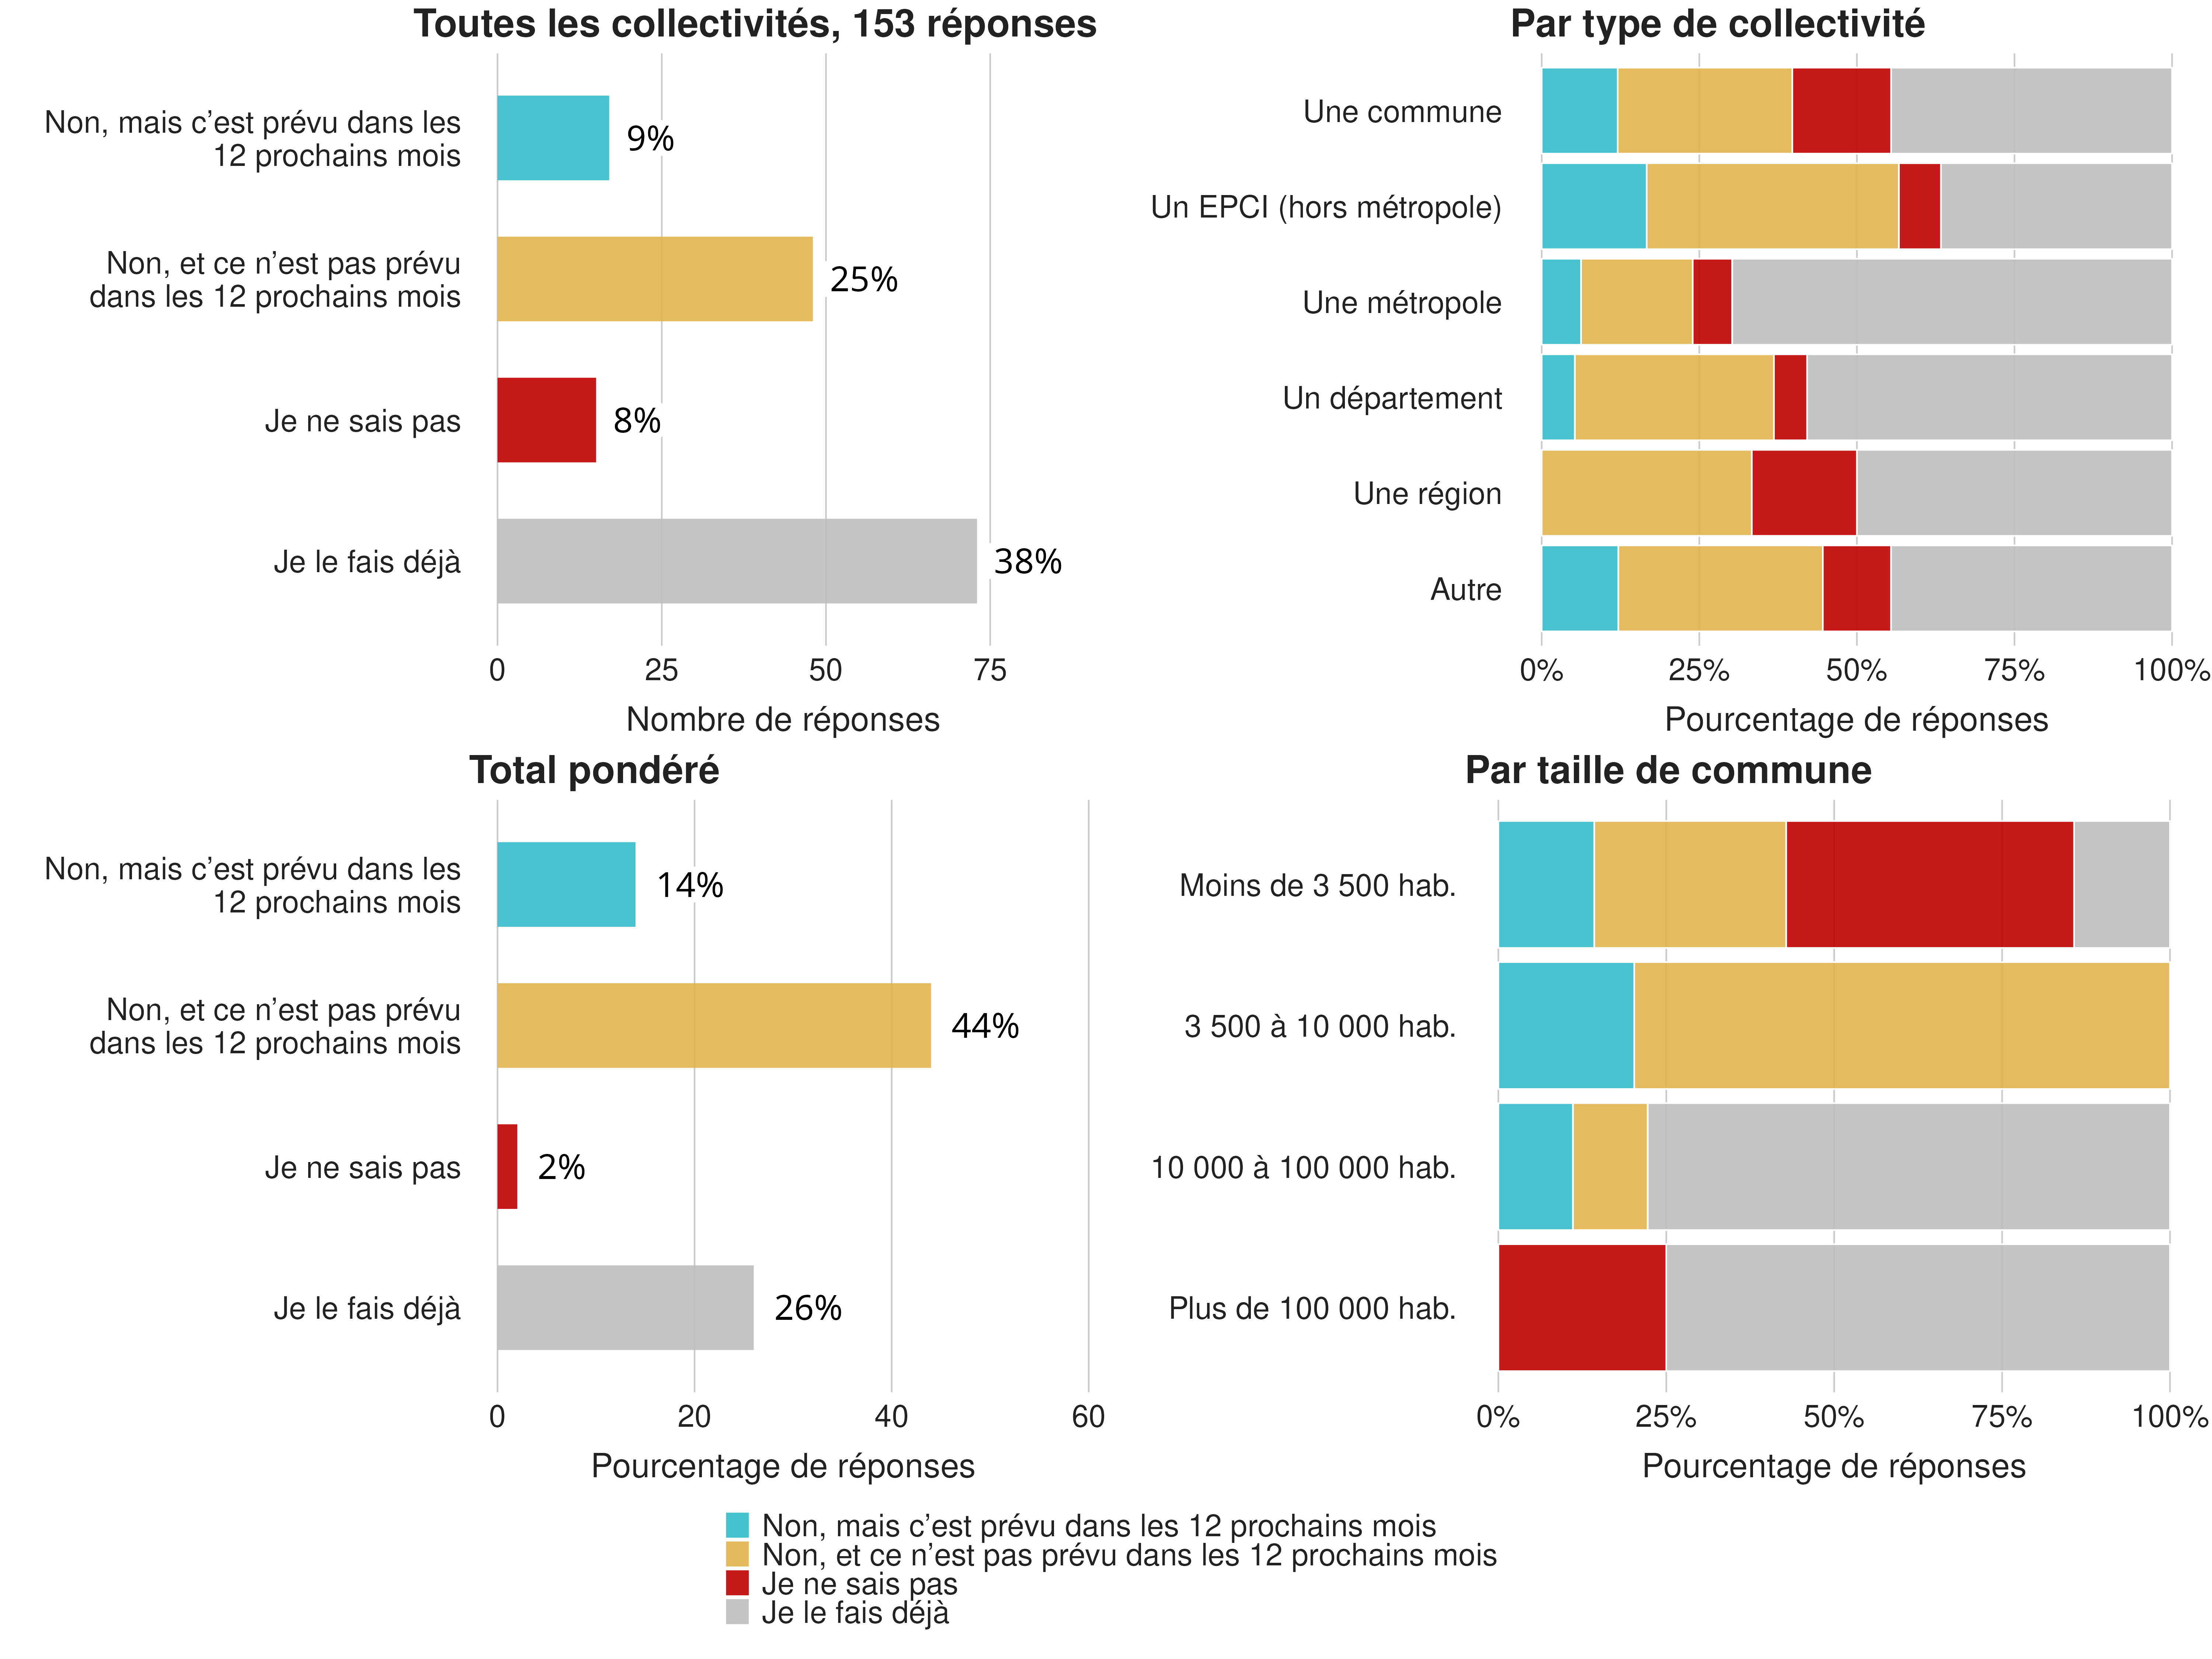 Toutes les collectivités, 153 réponses
Non, mais c’est prévu dans les
12 prochains mois
9%
Non, et ce n’est pas prévu
dans les 12 prochains mois
25%
Je ne sais pas
8%
Je le fais déjà
38%
0 25 50 75
Nombre de réponses
Par type de collectivité
Une commune
Un EPCI (hors métropole)
Une métropole
Un département
Une région
Autre
0% 25% 50% 75% 100%
Pourcentage de réponses
Total pondéré
Non, mais c’est prévu dans les
12 prochains mois
14%
Non, et ce n’est pas prévu
dans les 12 prochains mois
44%
Je ne sais pas
2%
Je le fais déjà
26%
0 20 40 60
Pourcentage de réponses
Par taille de commune
Moins de 3 500 hab.
3 500 à 10 000 hab.
10 000 à 100 000 hab.
Plus de 100 000 hab.
0% 25% 50% 75% 100%
Pourcentage de réponses
Non, mais c’est prévu dans les 12 prochains mois
Non, et ce n’est pas prévu dans les 12 prochains mois
Je ne sais pas
Je le fais déjà